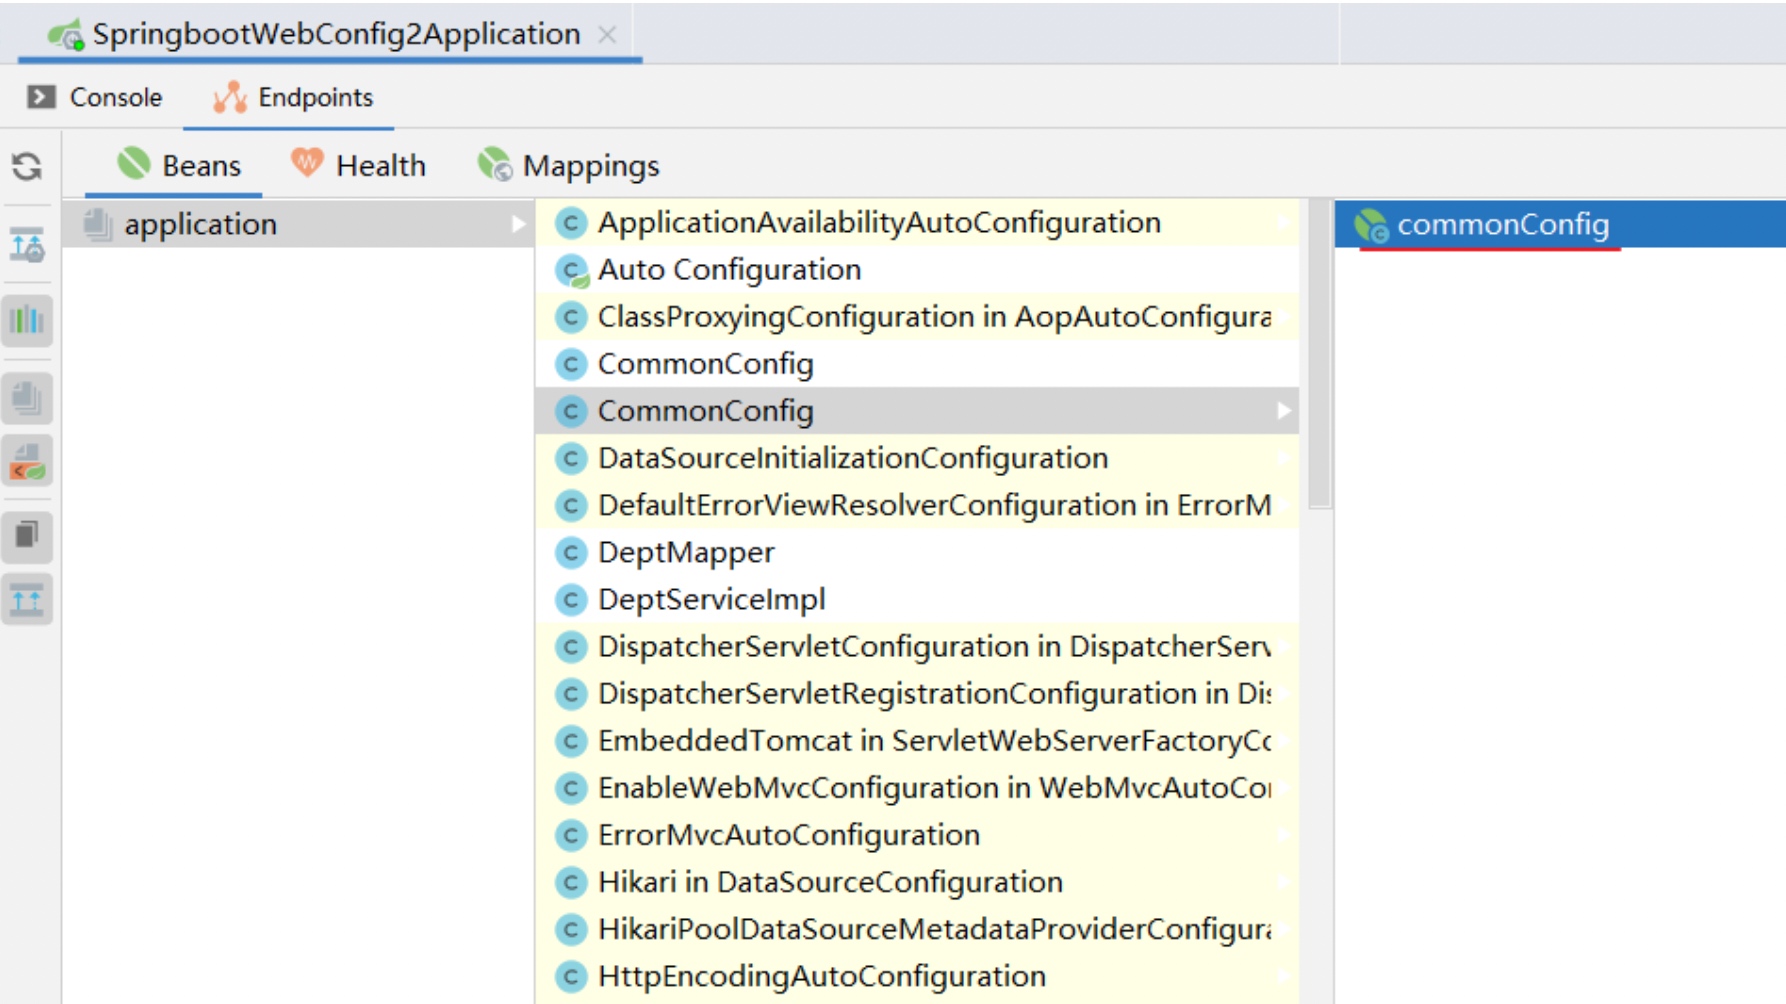 SpringbootWebConfig2Application
Console Endpoints
Beans Health Mappings
application
ApplicationAvailabilityAutoConfiguration
Auto Configuration
ClassProxyingConfiguration in AopAutoConfigura
CommonConfig
CommonConfig
DataSourceInitializationConfiguration
DefaultErrorViewResolverConfiguration in ErrorM
DeptMapper
DeptServiceImpl
DispatcherServletConfiguration in DispatcherServ
DispatcherServletRegistrationConfiguration in Dis
EmbeddedTomcat in ServletWebServerFactoryCo
EnableWebMvcConfiguration in WebMvcAutoCon
ErrorMvcAutoConfiguration
Hikari in DataSourceConfiguration
HikariPoolDataSourceMetadataProviderConfigura
HttpEncodingAutoConfiguration
commonConfig